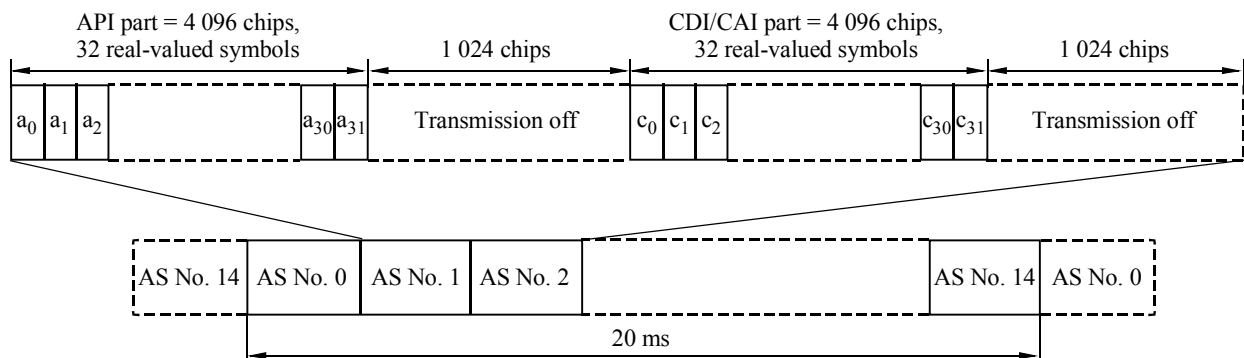 API part = 4 096 chips,
32 real-valued symbols
1 024 chips
CDI/CAI part = 4 096 chips,
32 real-valued symbols
1 024 chips
a0 a1 a2 a30 a31 Transmission off c0 c1 c2 c30 c31 Transmission off
AS No. 14 AS No. 0 AS No. 1 AS No. 2 AS No. 14 AS No. 0
20 ms